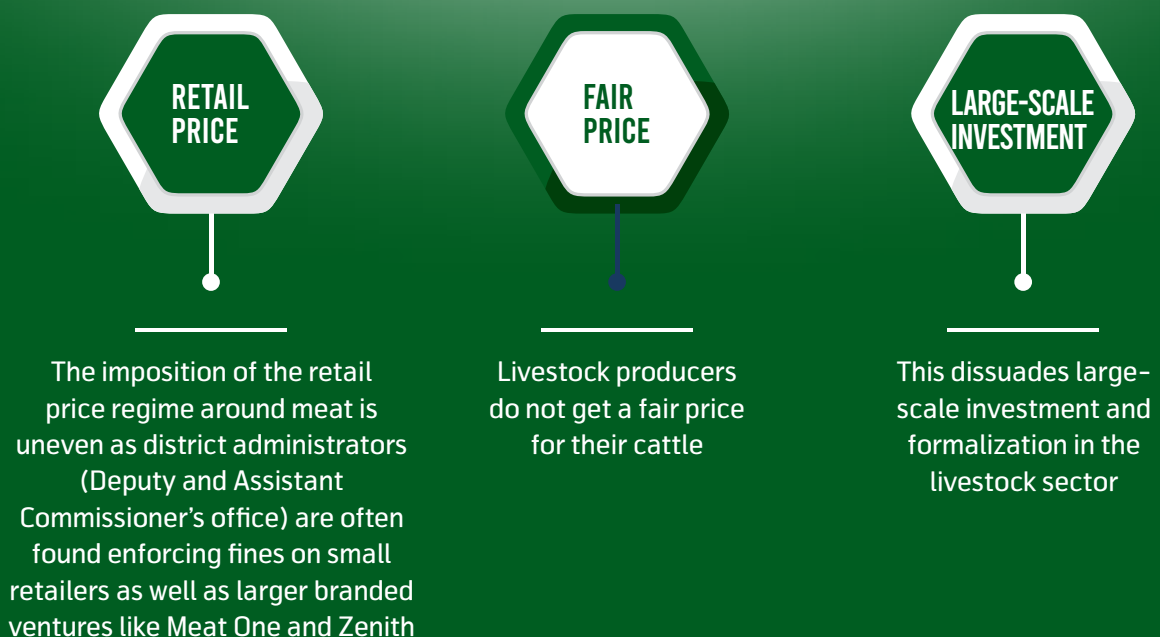 RETAIL
PRICE
The imposition of the retail
price regime around meat is
uneven as district administrators
(Deputy and Assistant
Commissioner's office) are often
found enforcing fines on small
retailers as well as larger branded
ventures like Meat One and Zenith
FAIR
PRICE
Livestock producers
do not get a fair price
for their cattle
LARGE-SCALE
INVESTMENT
This dissuades large-
scale investment and
formalization in the
livestock sector